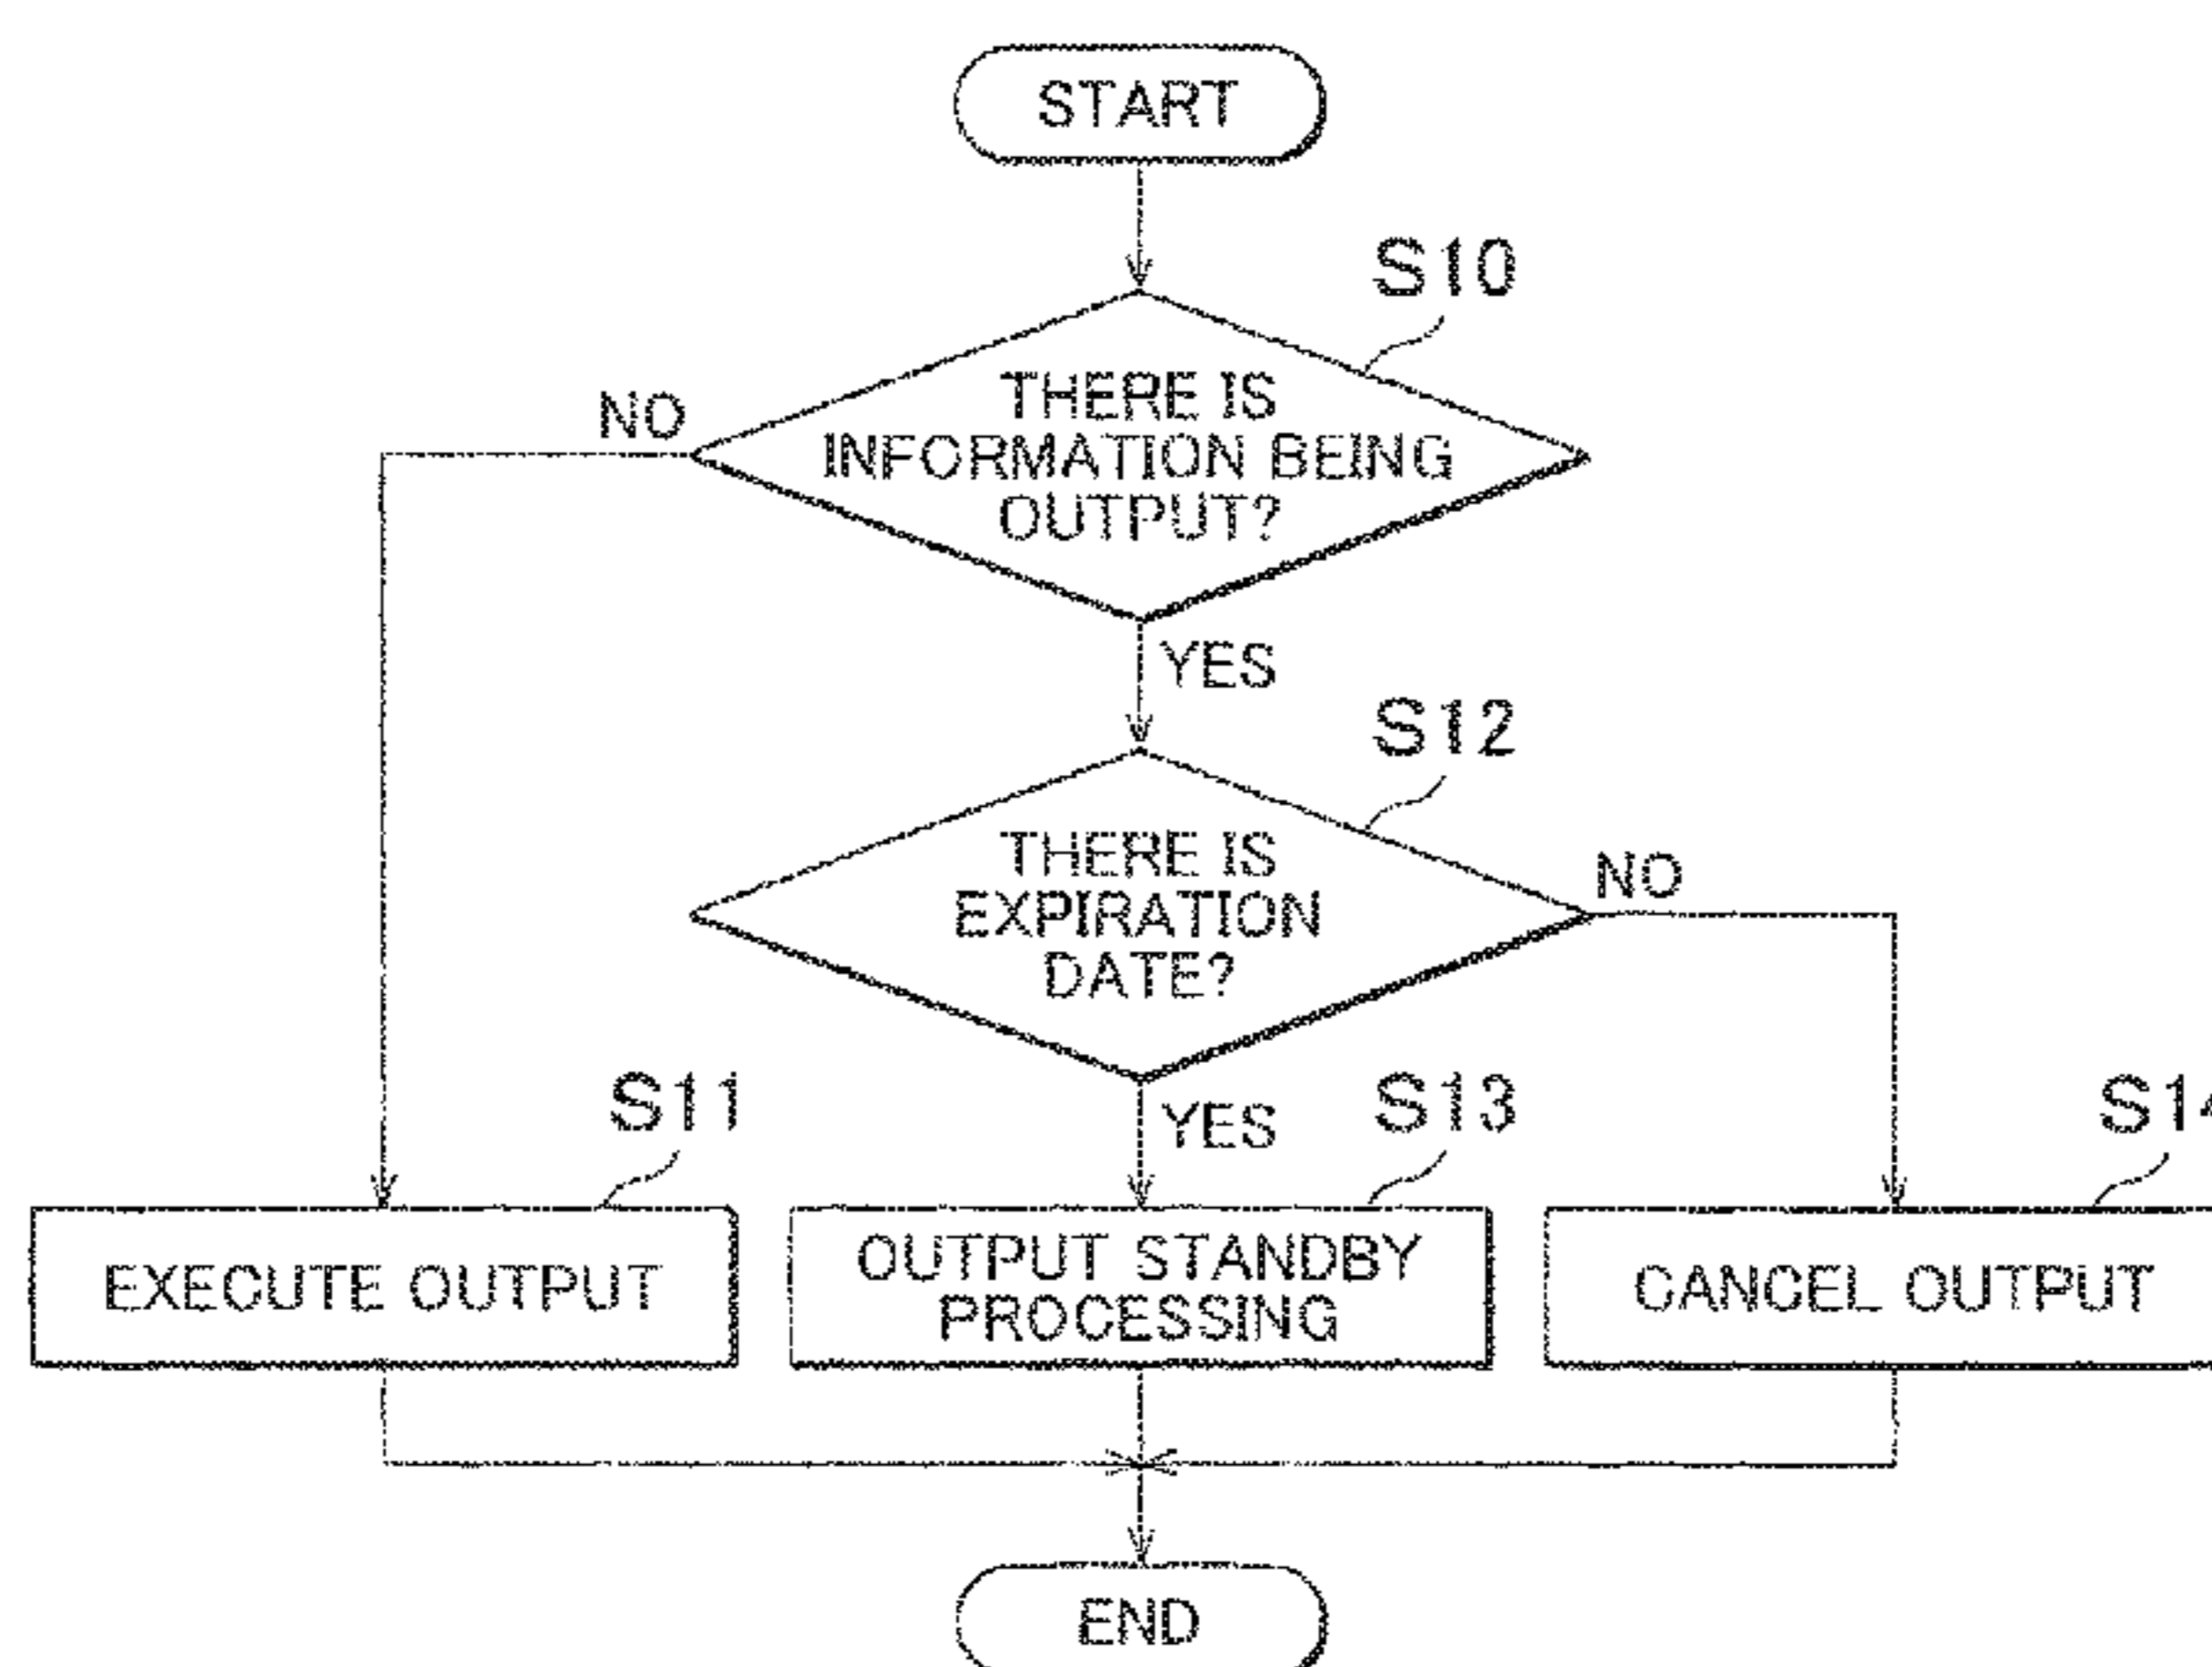 START
S10
THERE IS
INFORMATION BEING
OUTPUT?
NO
YES
S12
THERE IS
EXPIRATION
DATE?
NO
YES
S11
S13
S14
EXECUTE OUTPUT
OUTPUT STANDBY
PROCESSING
CANCEL OUTPUT
END